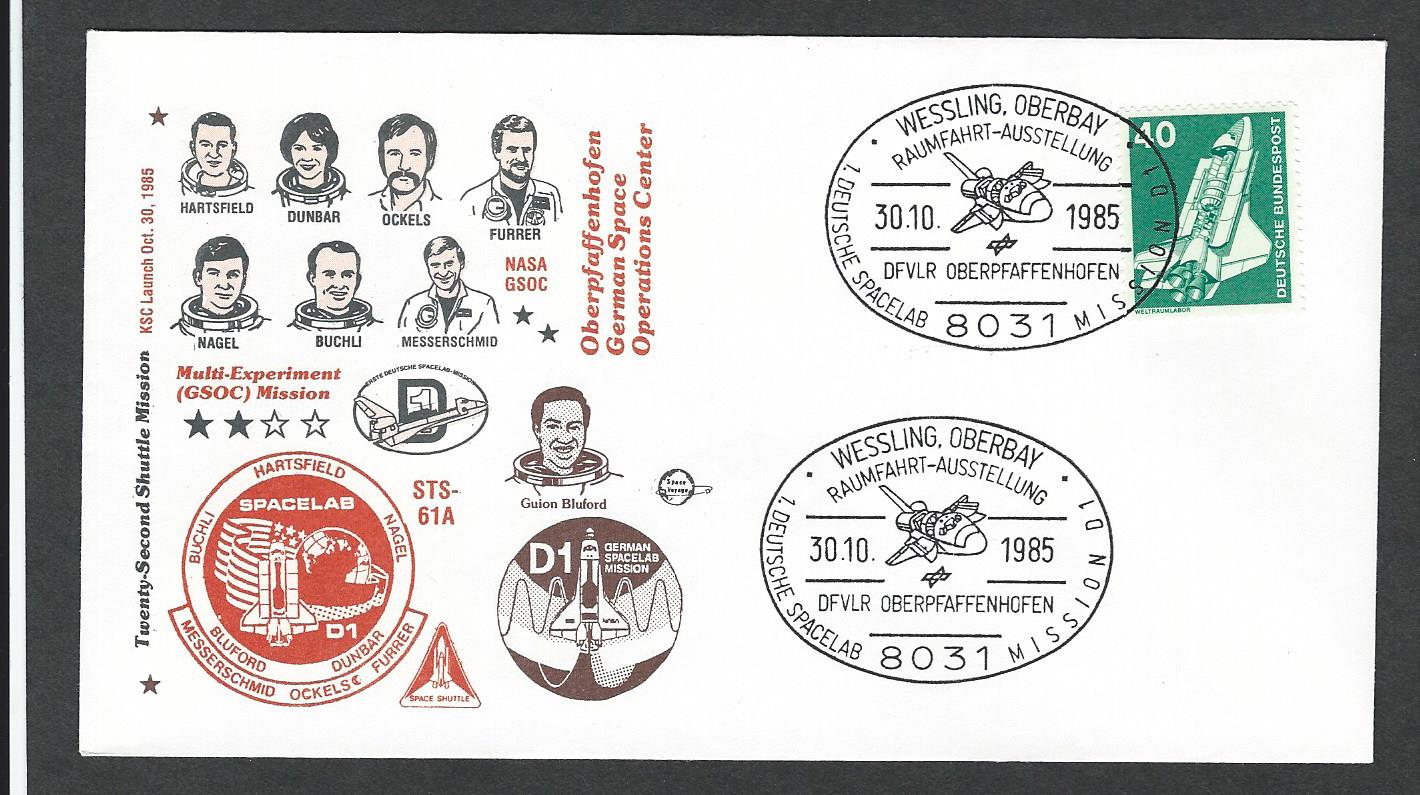 Twenty-Second Shuttle Mission KSC Launch Oct. 30, 1985
HARTSFIELD
DUNBAR
OCKELS
FURRER
NAGEL
BUCHLI
MESSERSCHMID
NASA
GSOC
Oberpfaffenhofen
German Space
Operations Center
Multi-Experiment
(GSOC) Mission
ERSTE DEUTSCHE SPACELAB-MISSION
D1
Guion Bluford
Space
Voyage
STS-
61A
HARTSFIELD
BUCHLI
NAGEL
SPACELAB
D1
BLUFORD
DUNBAR
MESSERSCHMID OCKELS FURRER
SPACE SHUTTLE
D1
GERMAN
SPACELAB
MISSION
NASA
WESSLING, OBERBAY
RAUMFAHRT-AUSSTELLUNG
30.10. 1985
DFVLR OBERPFAFFENHOFEN
1. DEUTSCHE SPACELAB MISSION D1
8031
40
DEUTSCHE BUNDESPOST
WELTRAUMLABOR
WESSLING, OBERBAY
RAUMFAHRT-AUSSTELLUNG
30.10. 1985
DFVLR OBERPFAFFENHOFEN
1. DEUTSCHE SPACELAB MISSION D1
8031